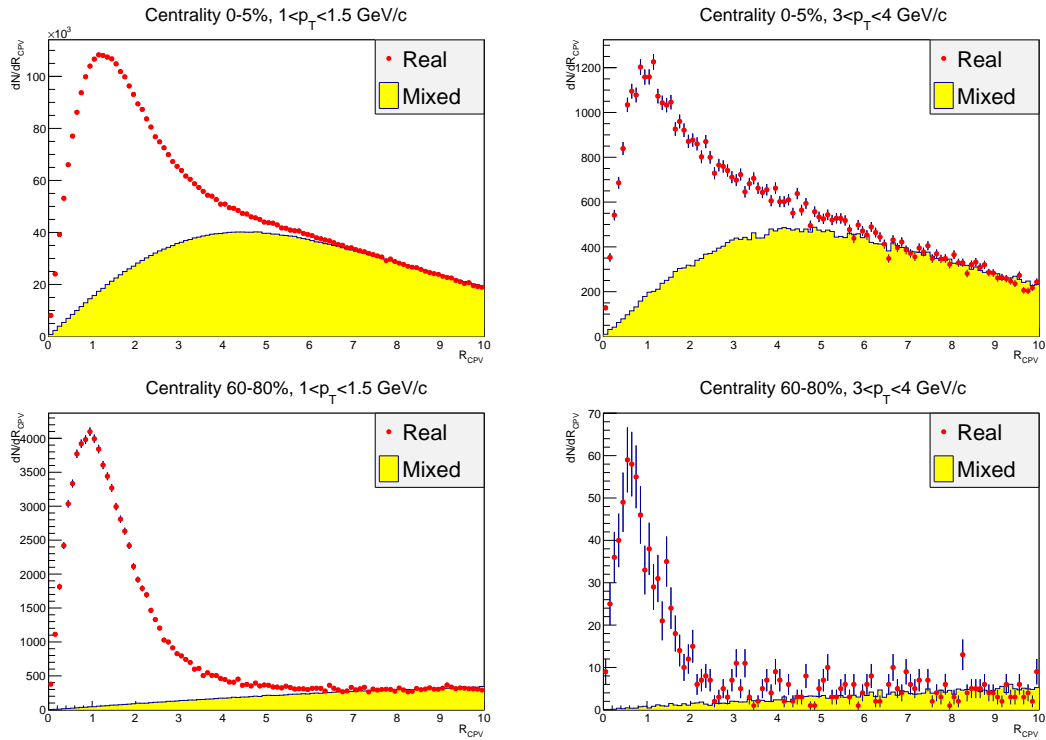 Centrality 0-5%, 1<p_T<1.5 GeV/c
×10³
dN/dR_CPV
100
80
60
40
20
0
0 1 2 3 4 5 6 7 8 9 10
R_CPV
Real
Mixed
Centrality 0-5%, 3<p_T<4 GeV/c
dN/dR_CPV
1200
1000
800
600
400
200
0
0 1 2 3 4 5 6 7 8 9 10
R_CPV
Real
Mixed
Centrality 60-80%, 1<p_T<1.5 GeV/c
dN/dR_CPV
4000
3500
3000
2500
2000
1500
1000
500
0
0 1 2 3 4 5 6 7 8 9 10
R_CPV
Real
Mixed
Centrality 60-80%, 3<p_T<4 GeV/c
dN/dR_CPV
70
60
50
40
30
20
10
0
0 1 2 3 4 5 6 7 8 9 10
R_CPV
Real
Mixed